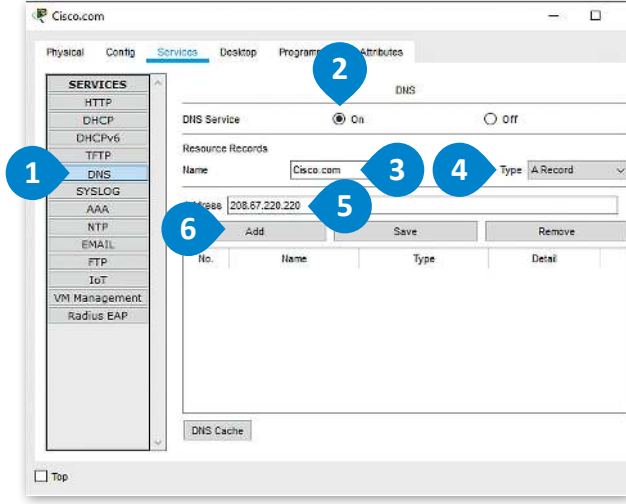 Cisco.com
Physical Config Services Desktop Attributes
2
SERVICES
HTTP
DHCP
DHCPv6
TFTP
DNS
SYSLOG
AAA
NTP
EMAIL
FTP
IoT
VM Management
Radius EAP
1
DNS
DNS Service On Off
Resource Records
Name Cisco.com 3 4 Type A Record
208.67.220.220 5
6
Add Save Remove
No. Name Type Detail
DNS Cache
Top